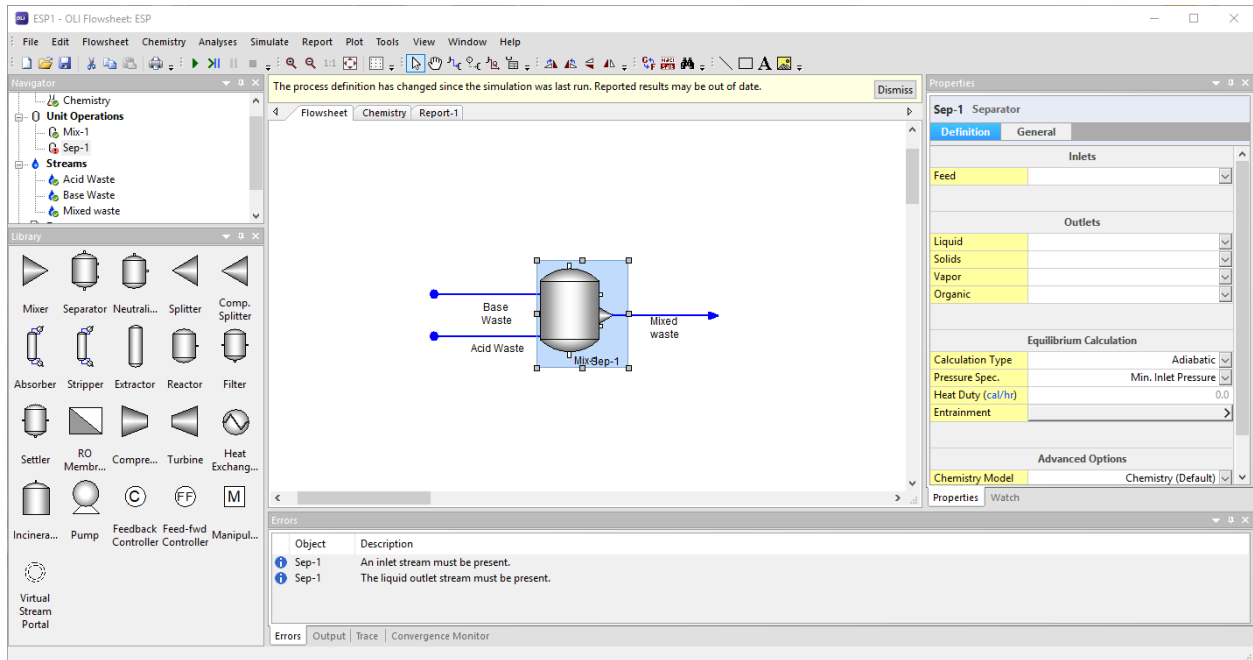 ESP1 - OLI Flowsheet: ESP
File Edit Flowsheet Chemistry Analyses Simulate Report Plot Tools View Window Help
1:1 A
Navigator
Chemistry
Unit Operations
Mix-1
Sep-1
Streams
Acid Waste
Base Waste
Mixed waste
Library
Mixer Separator Neutrali... Splitter Comp. Splitter
Absorber Stripper Extractor Reactor Filter
Settler RO Membr... Compre... Turbine Heat Exchang...
C FF M
Incinera... Pump Feedback Controller Feed-fwd Controller Manipul...
Virtual Stream Portal
The process definition has changed since the simulation was last run. Reported results may be out of date. Dismiss
Flowsheet Chemistry Report-1
Base Waste
Acid Waste
Mixed waste
Sep-1
Properties
Sep-1 Separator
Definition General
Inlets
Feed
Outlets
Liquid
Solids
Vapor
Organic
Equilibrium Calculation
Calculation Type Adiabatic
Pressure Spec. Min. Inlet Pressure
Heat Duty (cal/hr) 0.0
Entrainment
Advanced Options
Chemistry Model Chemistry (Default)
Properties Watch
Errors
Object Description
Sep-1 An inlet stream must be present.
Sep-1 The liquid outlet stream must be present.
Errors Output Trace Convergence Monitor